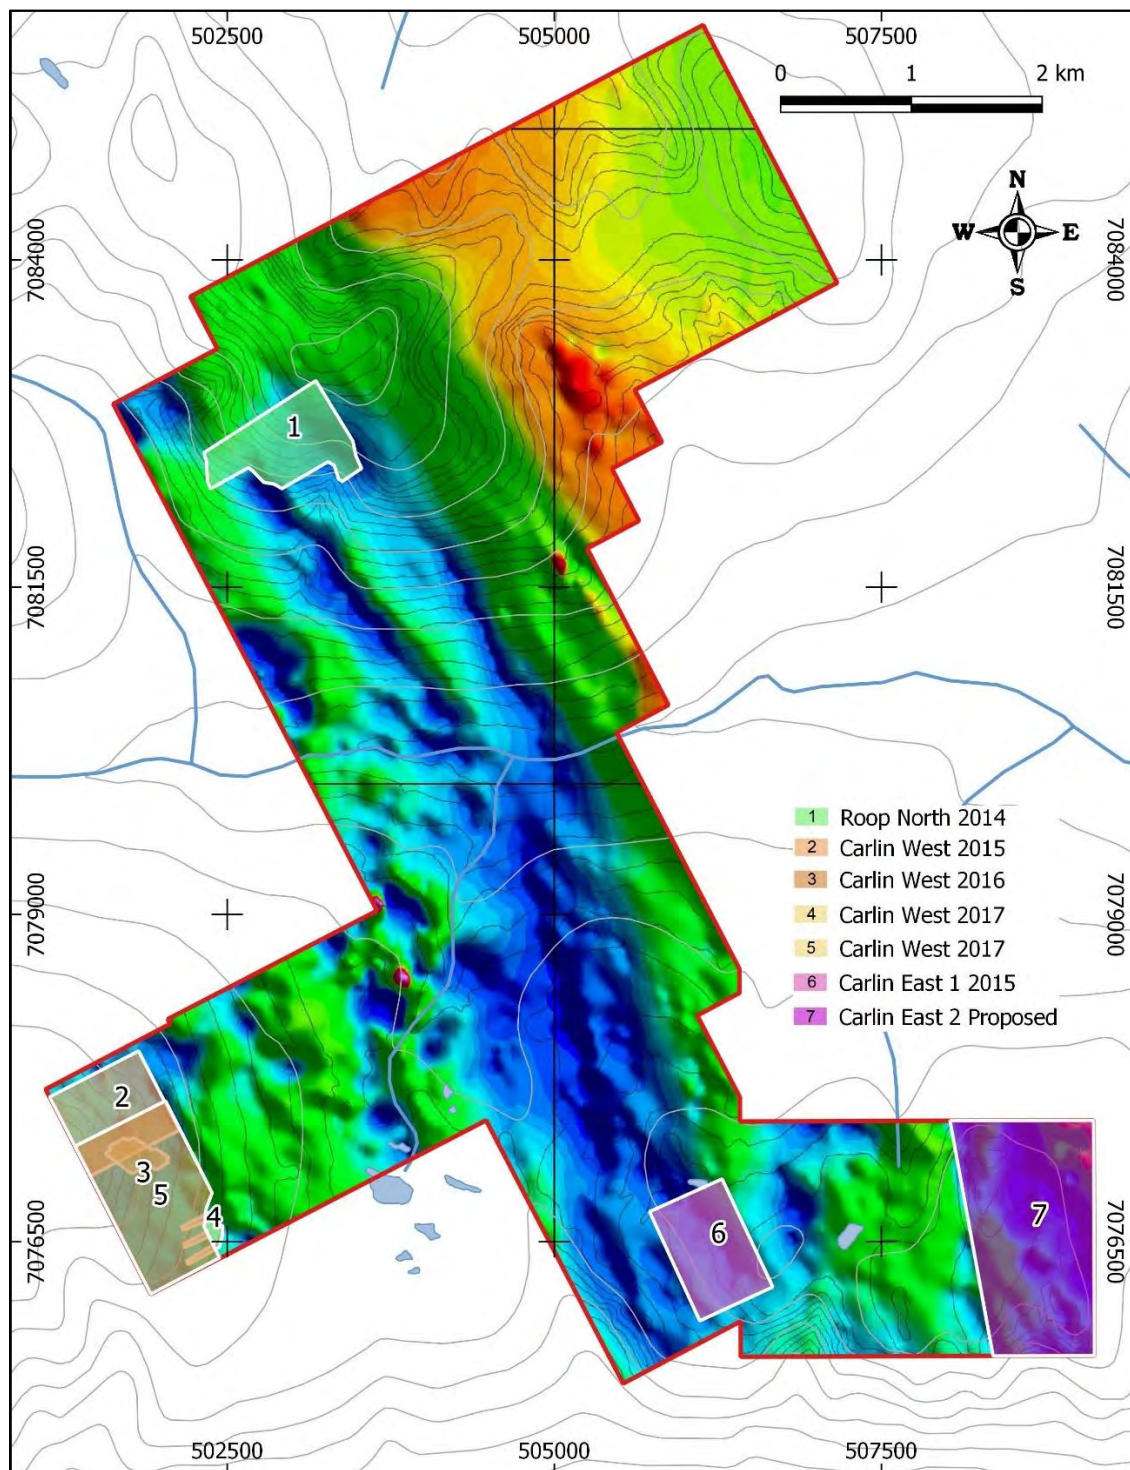 502500 505000 507500
0 1 2 km
N
W E
S
7084000 7084000
1
7081500 7081500
1 Roop North 2014
2 Carlin West 2015
3 Carlin West 2016
4 Carlin West 2017
5 Carlin West 2017
6 Carlin East 1 2015
7 Carlin East 2 Proposed
7079000 7079000
2
3
5
4
6
7
7076500 7076500
502500 505000 507500